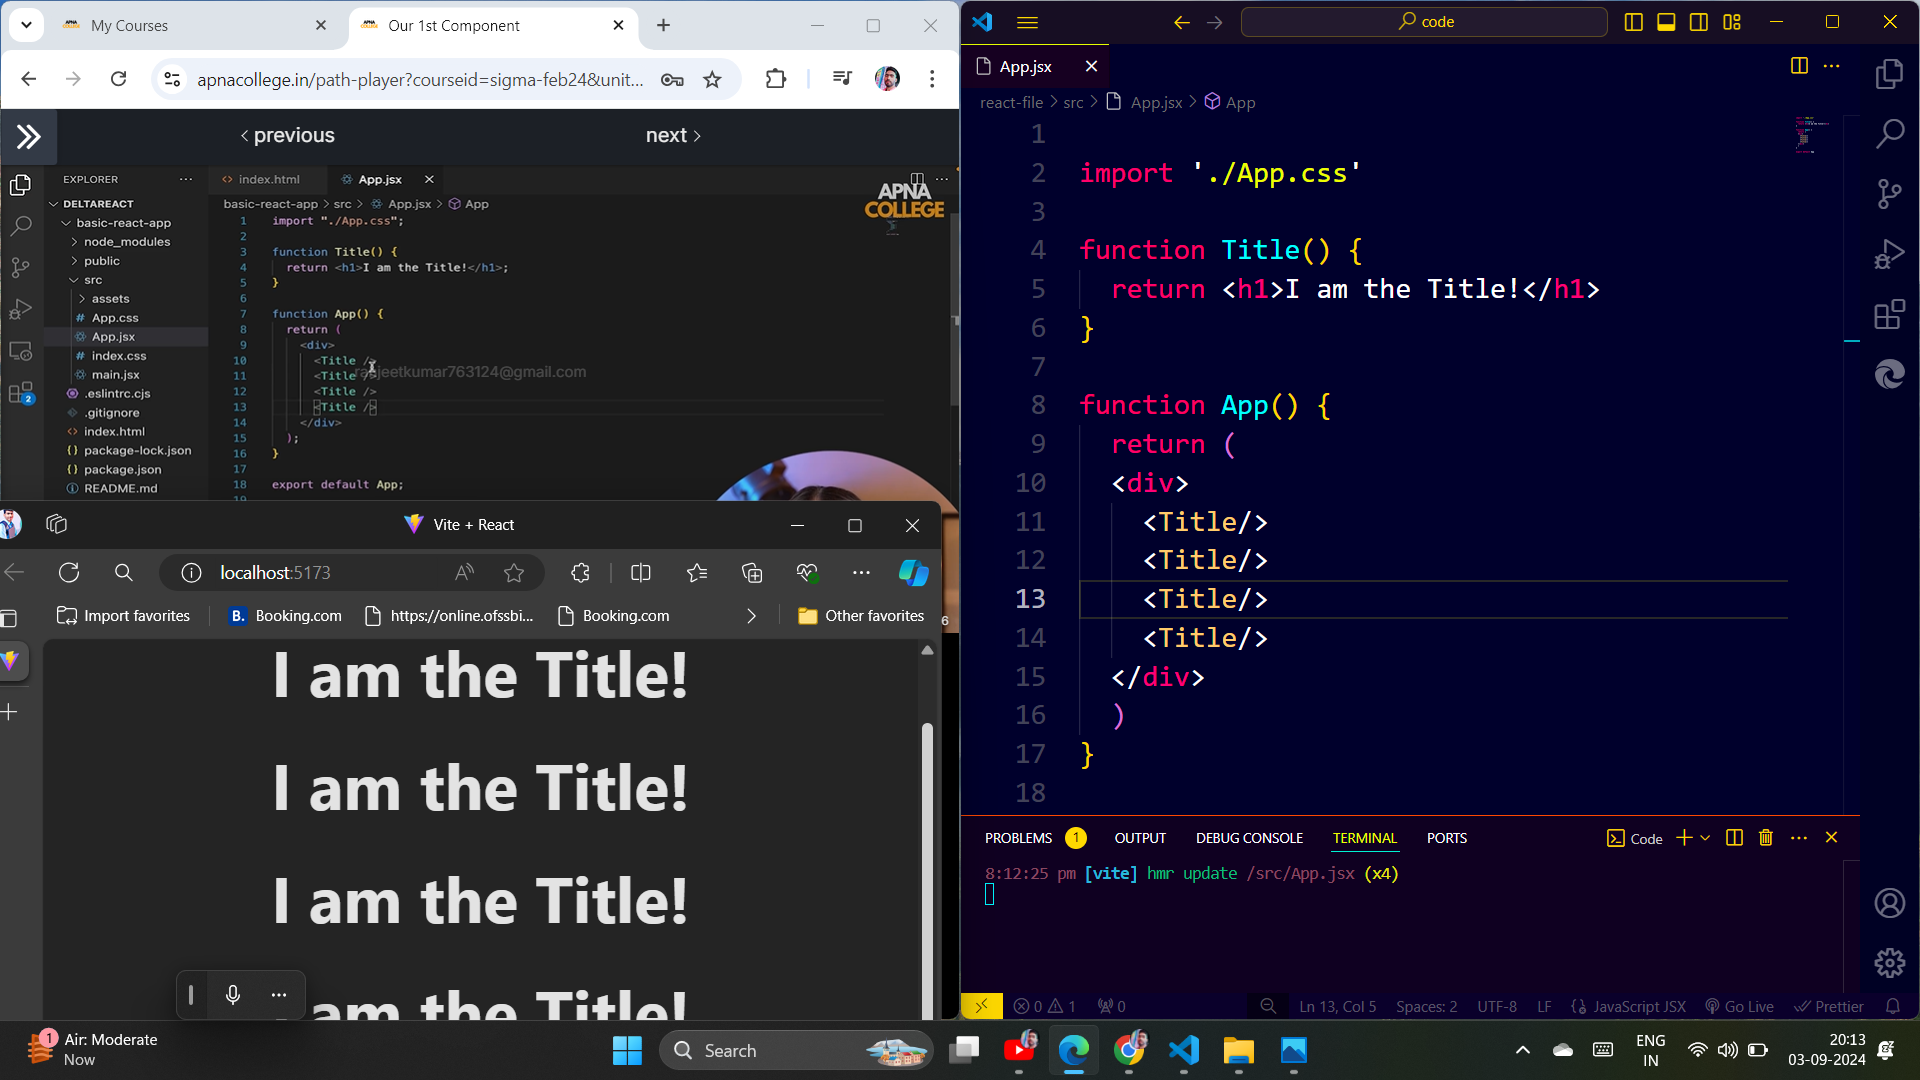 My Courses
Our 1st Component
apnacollege.in/path-player?courseid=sigma-feb24&unit...
< previous
next >
EXPLORER
DELTAREACT
basic-react-app
node_modules
public
src
assets
# App.css
App.jsx
# index.css
main.jsx
.eslintrc.cjs
.gitignore
<> index.html
{} package-lock.json
{} package.json
README.md
2
<> index.html
App.jsx
basic-react-app > src > App.jsx > App
APNA
COLLEGE
1 import "./App.css";
2
3 function Title() {
4 return <h1>I am the Title!</h1>;
5 }
6
7 function App() {
8 return (
9 <div>
10 <Title />
11 <Title />
12 <Title />
13 <Title />
14 </div>
15 );
16 }
17
18 export default App;
19
Vite + React
localhost:5173
Import favorites
B. Booking.com
https://online.ofssbi...
Booking.com
Other favorites
6
I am the Title!
I am the Title!
I am the Title!
am the Title!
code
App.jsx
react-file > src > App.jsx > App
1
2 import './App.css'
3
4 function Title() {
5 return <h1>I am the Title!</h1>
6 }
7
8 function App() {
9 return (
10 <div>
11 <Title/>
12 <Title/>
13 <Title/>
14 <Title/>
15 </div>
16 )
17 }
18
PROBLEMS 1 OUTPUT DEBUG CONSOLE TERMINAL PORTS
Code
8:12:25 pm [vite] hmr update /src/App.jsx (x4)
0 1 0
Ln 13, Col 5 Spaces: 2 UTF-8 LF {} JavaScript JSX Go Live Prettier
1
Air: Moderate
Now
Search
ENG
IN
20:13
03-09-2024